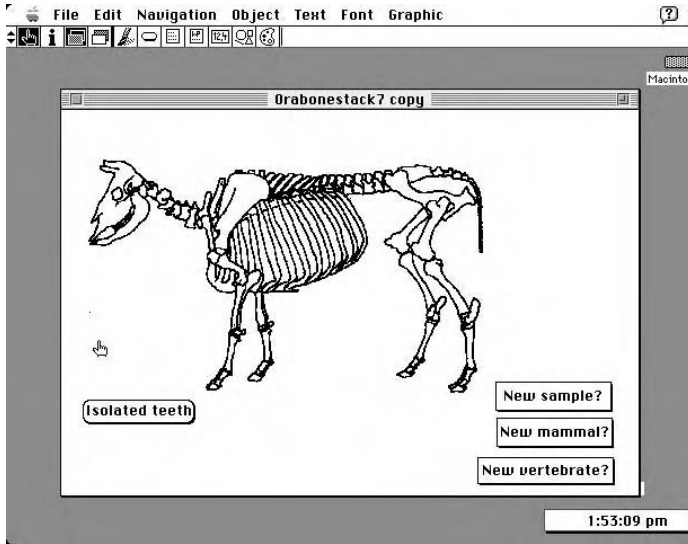 File Edit Navigation Object Text Font Graphic
Macinto
Orabonestack7 copy
Isolated teeth
New sample?
New mammal?
New vertebrate?
1:53:09 pm